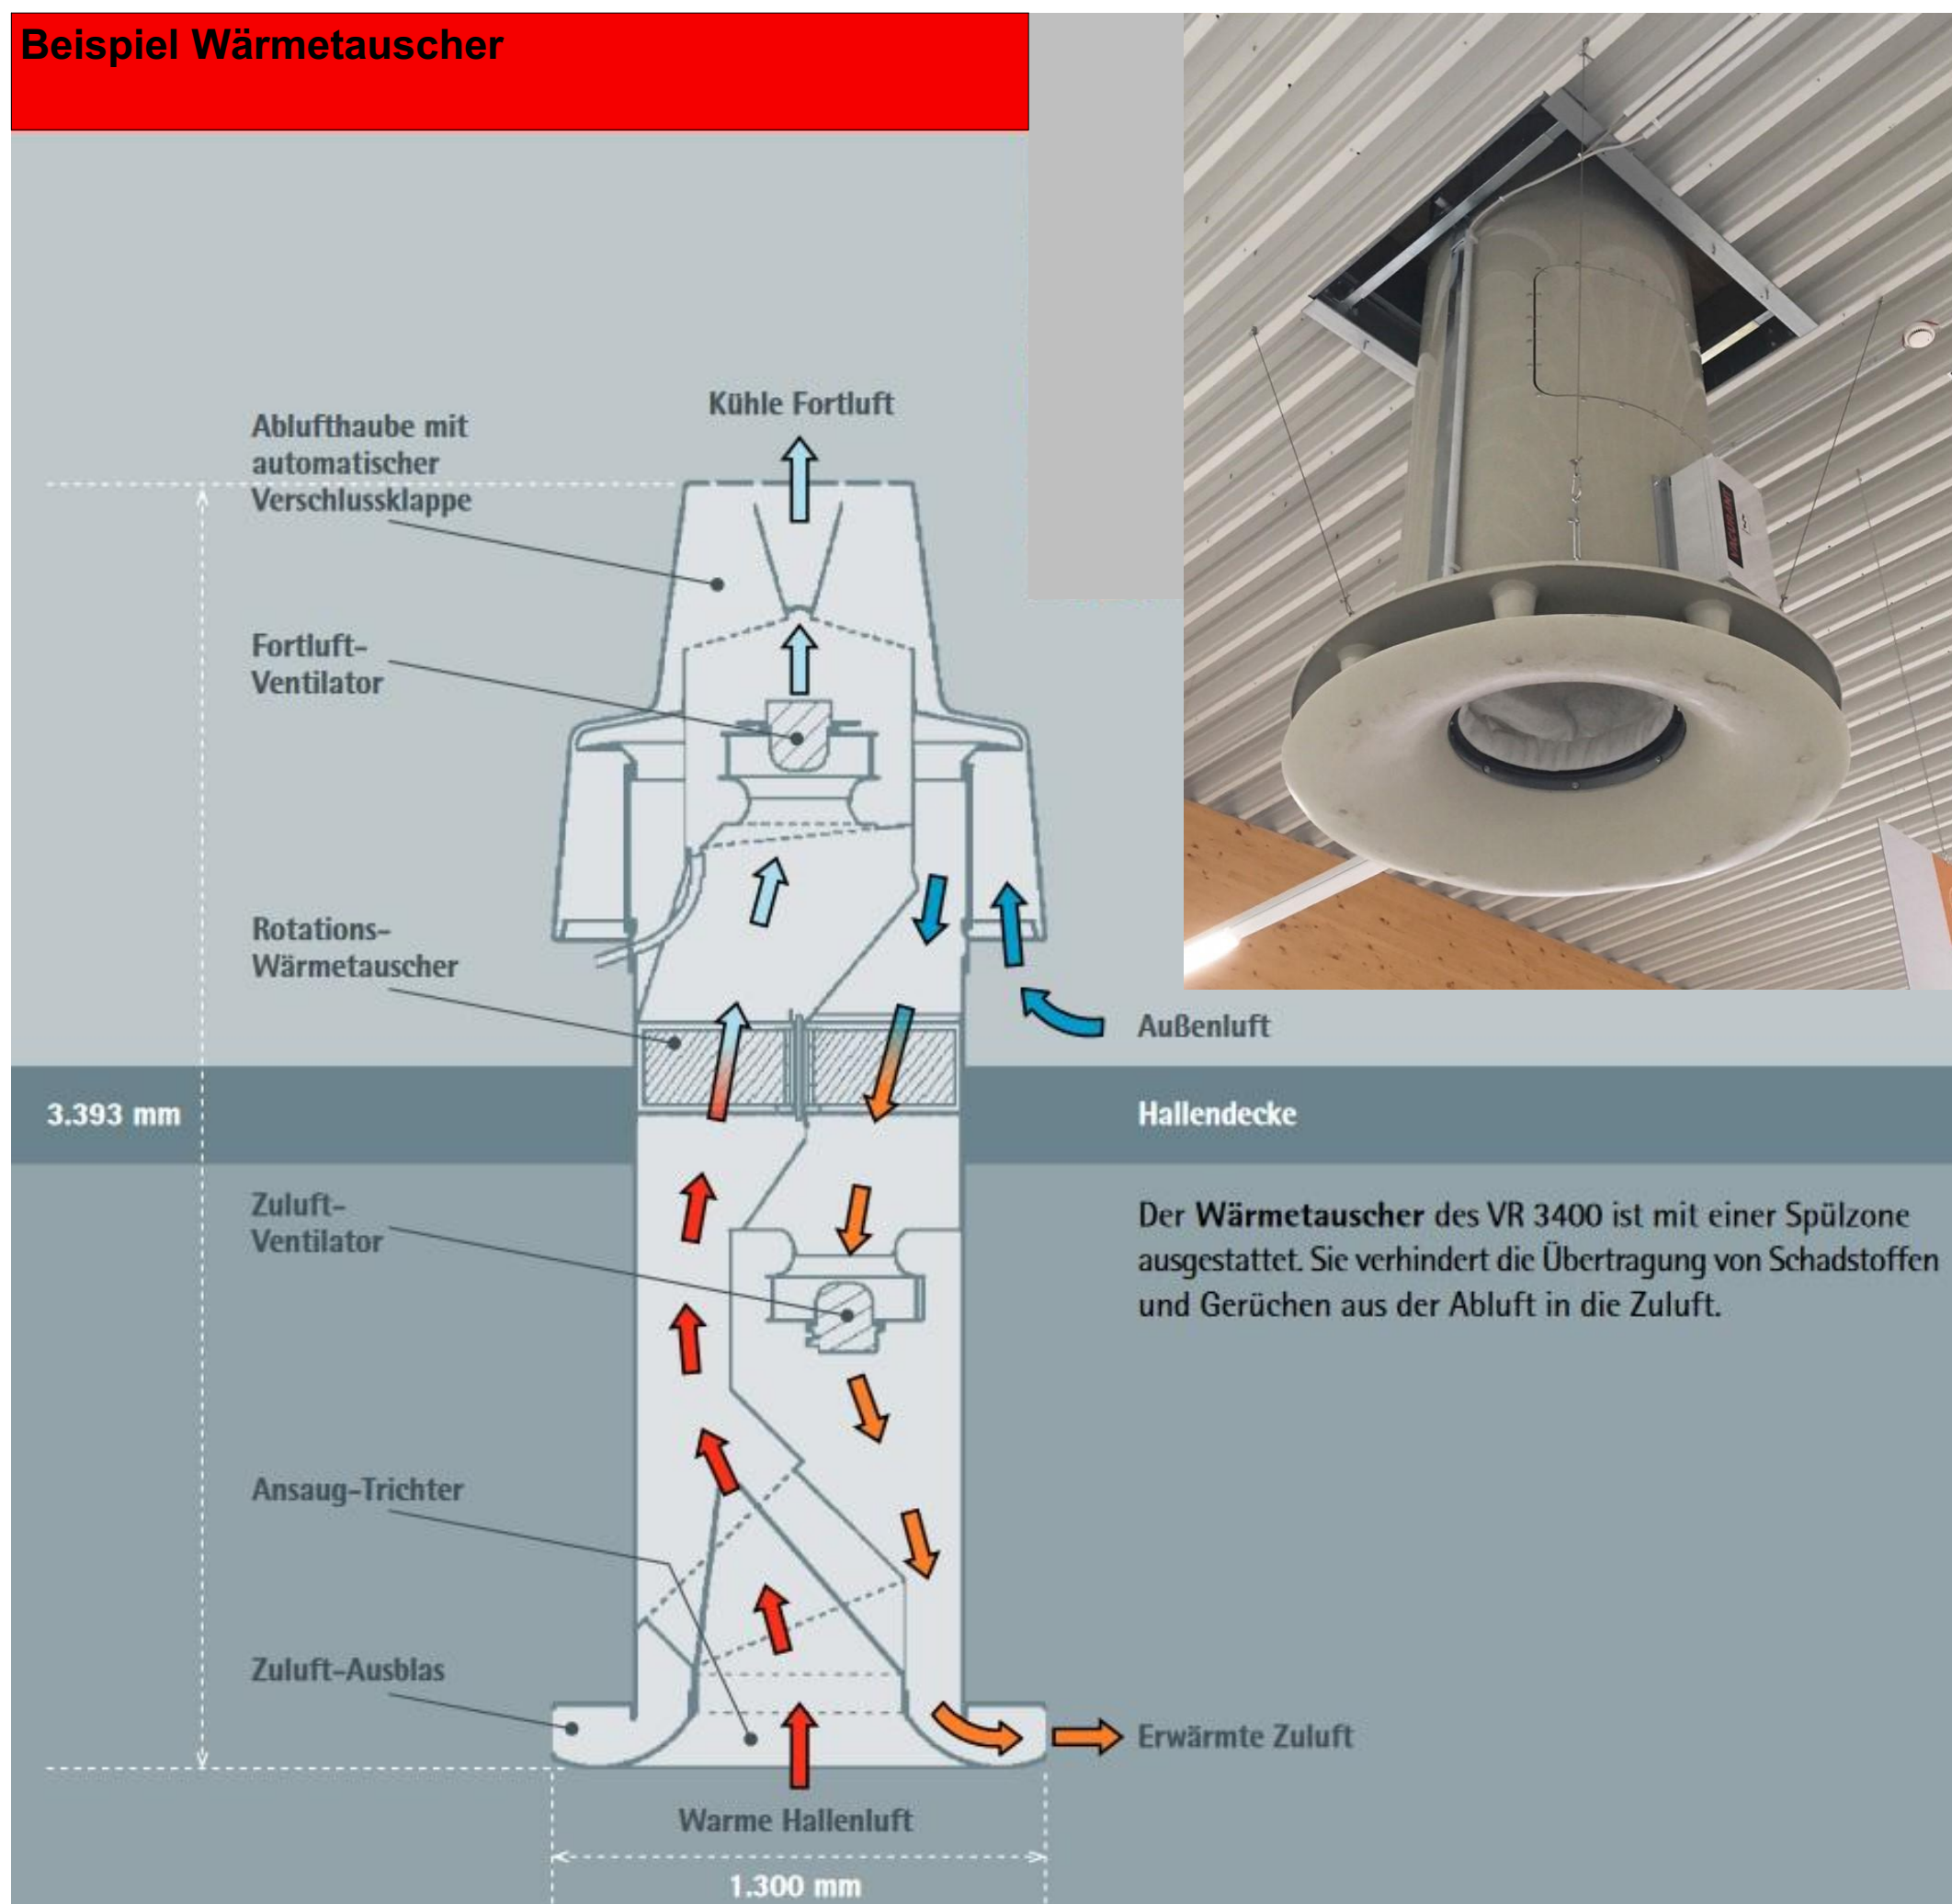 Beispiel Wärmetauscher
Kühle Fortluft
Ablufthaube mit
automatischer
Verschlussklappe
Fortluft-
Ventilator
Rotations-
Wärmetauscher
Außenluft
3.393 mm
Hallendecke
Zuluft-
Ventilator
Der Wärmetauscher des VR 3400 ist mit einer Spülzone
ausgestattet. Sie verhindert die Übertragung von Schadstoffen
und Gerüchen aus der Abluft in die Zuluft.
Ansaug-Trichter
Zuluft-Ausblas
Erwärmte Zuluft
Warme Hallenluft
1.300 mm